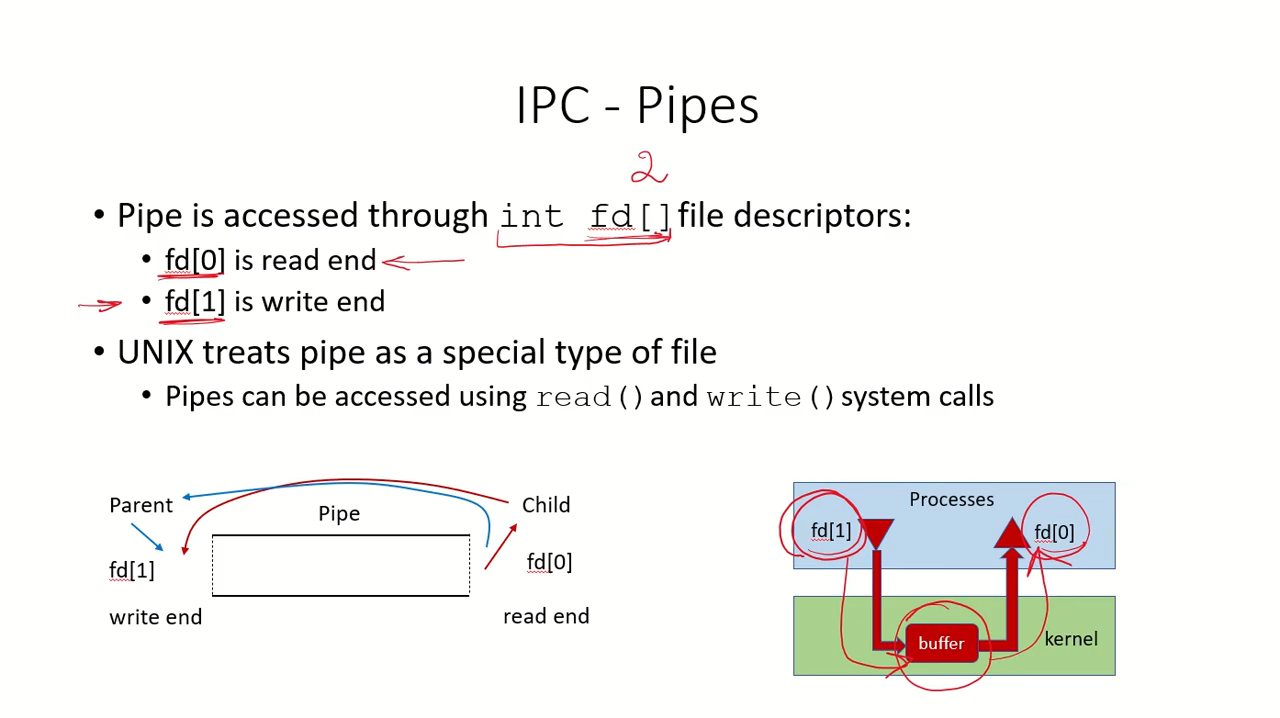 IPC - Pipes
2
• Pipe is accessed through int fd[] file descriptors:
• fd[0] is read end
• fd[1] is write end
• UNIX treats pipe as a special type of file
• Pipes can be accessed using read() and write() system calls
Parent
Pipe
Child
fd[1]
fd[0]
write end
read end
Processes
fd[1]
fd[0]
buffer
kernel